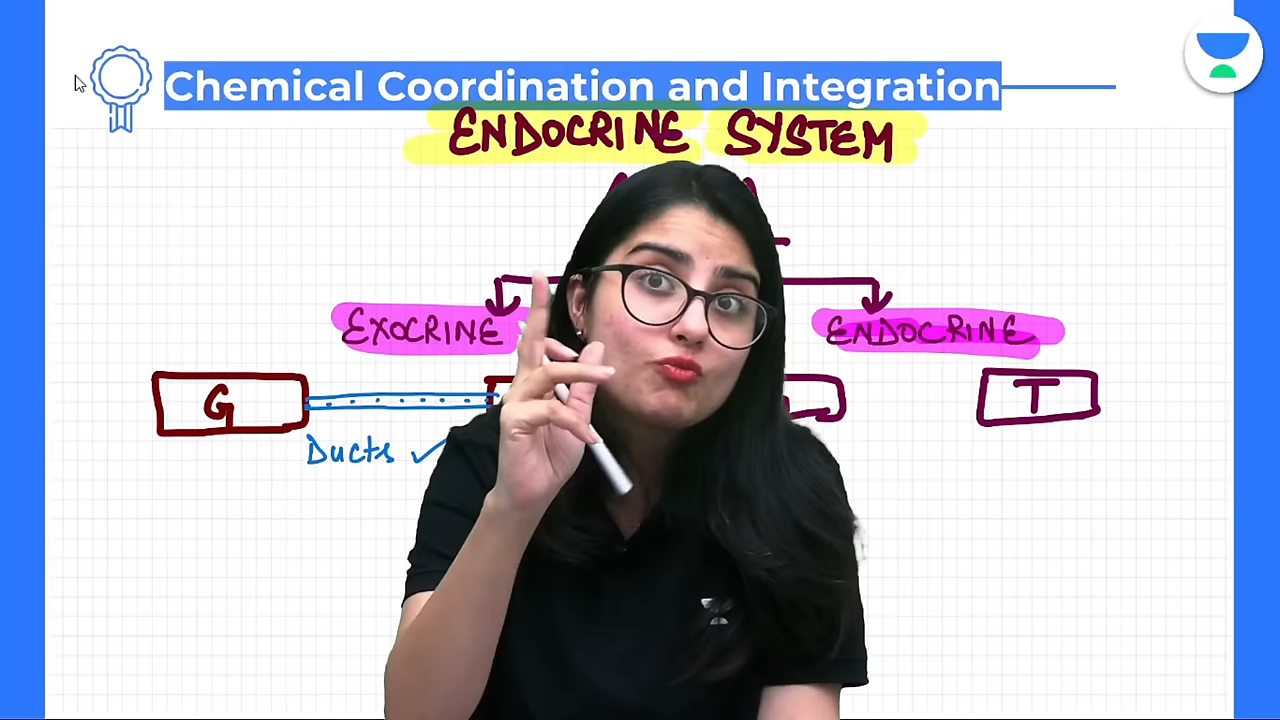 Chemical Coordination and Integration
ENDOCRINE SYSTEM
EXOCRINE
ENDOCRINE
G
T
Ducts